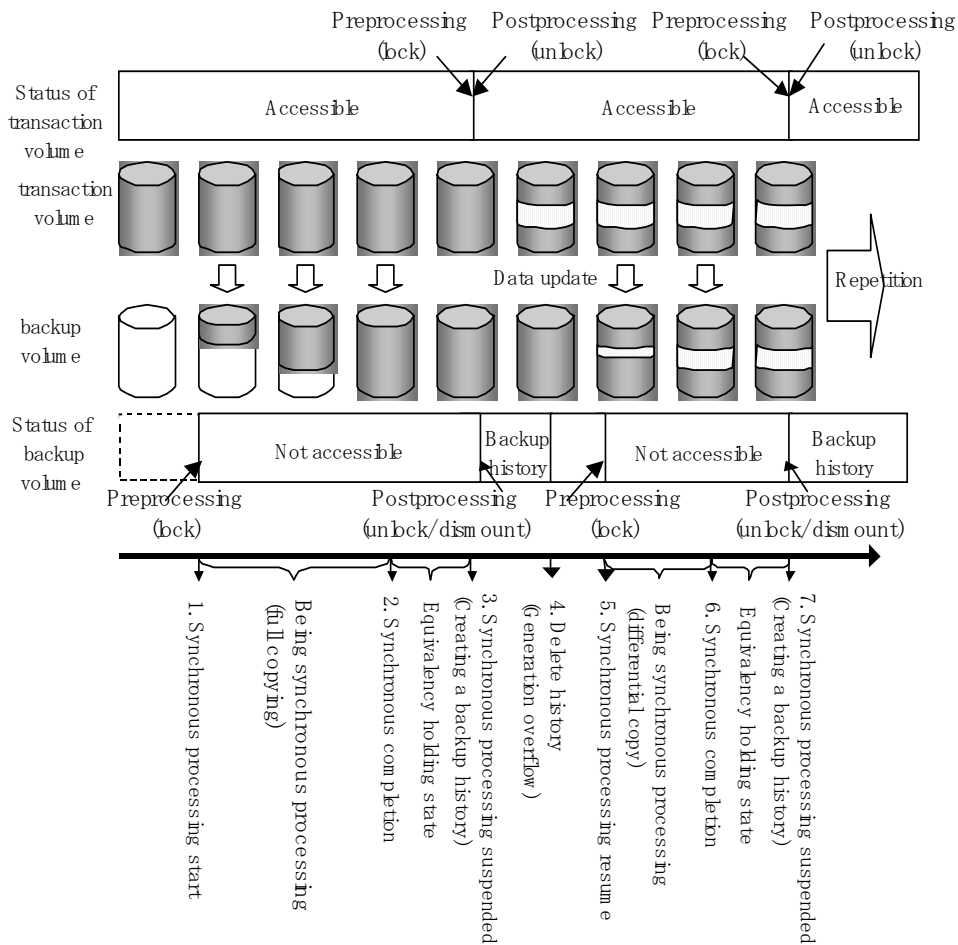 Preprocessing
(lock)
Postprocessing
(unlock)
Preprocessing
(lock)
Postprocessing
(unlock)
Status of
transaction
volume
Accessible
Accessible
Accessible
transaction
volume
Data update
Repetition
backup
volume
Status of
backup
volume
Not accessible
Backup
history
Not accessible
Backup
history
Preprocessing
(lock)
Postprocessing
(unlock/dismount)
Preprocessing
(lock)
Postprocessing
(unlock/dismount)
1. Synchronous processing start
Being synchronous processing
(full copying)
2. Synchronous completion
Equivalency holding state
3. Synchronous processing suspended
(Creating a backup history)
4. Delete history
(Generation overflow)
5. Synchronous processing resume
Being synchronous processing
(differential copy)
6. Synchronous completion
Equivalency holding state
7. Synchronous processing suspended
(Creating a backup history)